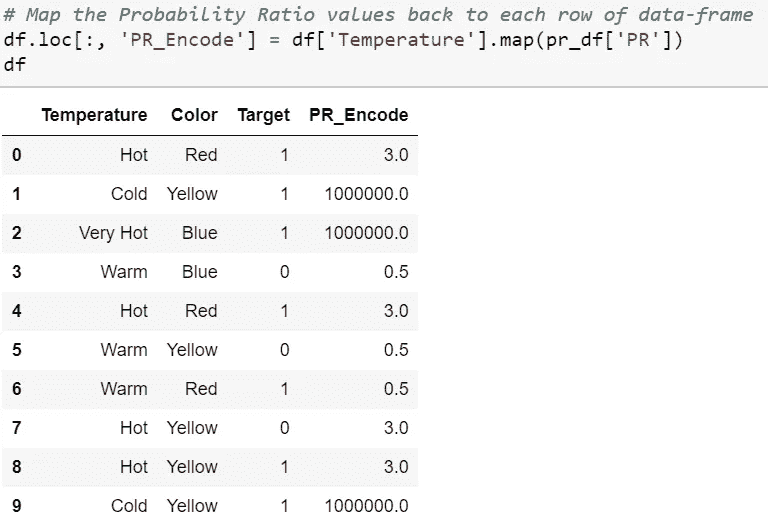 # Map the Probability Ratio values back to each row of data-frame
df.loc[:, 'PR_Encode'] = df['Temperature'].map(pr_df['PR'])
df
Temperature Color Target PR_Encode
0 Hot Red 1 3.0
1 Cold Yellow 1 1000000.0
2 Very Hot Blue 1 1000000.0
3 Warm Blue 0 0.5
4 Hot Red 1 3.0
5 Warm Yellow 0 0.5
6 Warm Red 1 0.5
7 Hot Yellow 0 3.0
8 Hot Yellow 1 3.0
9 Cold Yellow 1 1000000.0